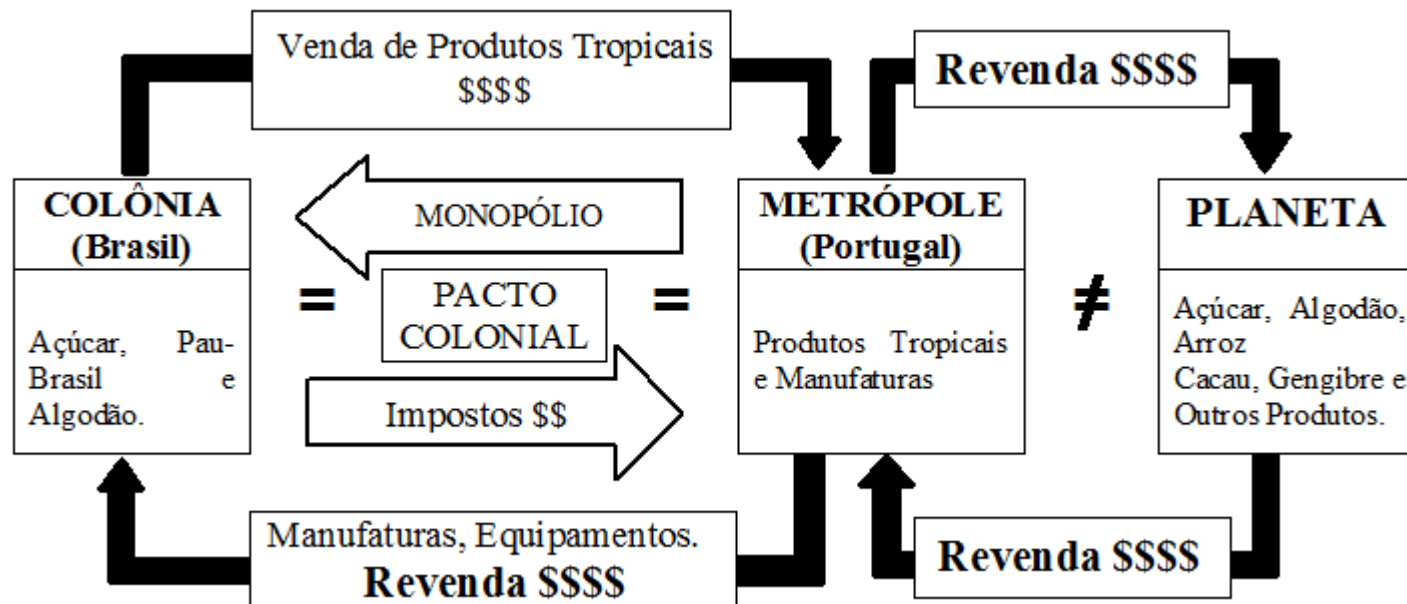 Venda de Produtos Tropicais
$$$$
Revenda $$$$
COLÔNIA
(Brasil)
Açúcar, Pau-
Brasil e
Algodão.
MONOPÓLIO
=
PACTO
COLONIAL
=
Impostos $$
METRÓPOLE
(Portugal)
Produtos Tropicais
e Manufaturas
≠
PLANETA
Açúcar, Algodão,
Arroz
Cacau, Gengibre e
Outros Produtos.
Manufaturas, Equipamentos.
Revenda $$$$
Revenda $$$$